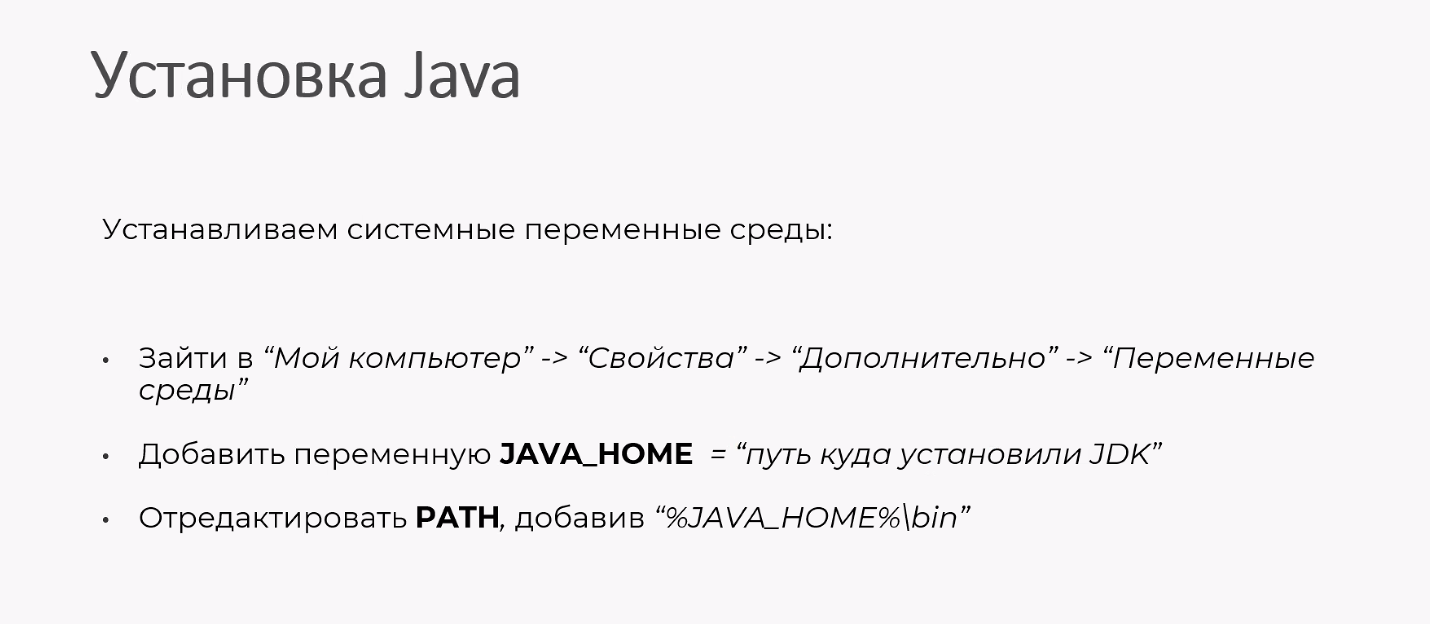 Установка Java
Устанавливаем системные переменные среды:
• Зайти в “Мой компьютер” -> “Свойства” -> “Дополнительно” -> “Переменные
среды”
• Добавить переменную JAVA_HOME = “путь куда установили JDK”
• Отредактировать PATH, добавив “%JAVA_HOME%\bin”